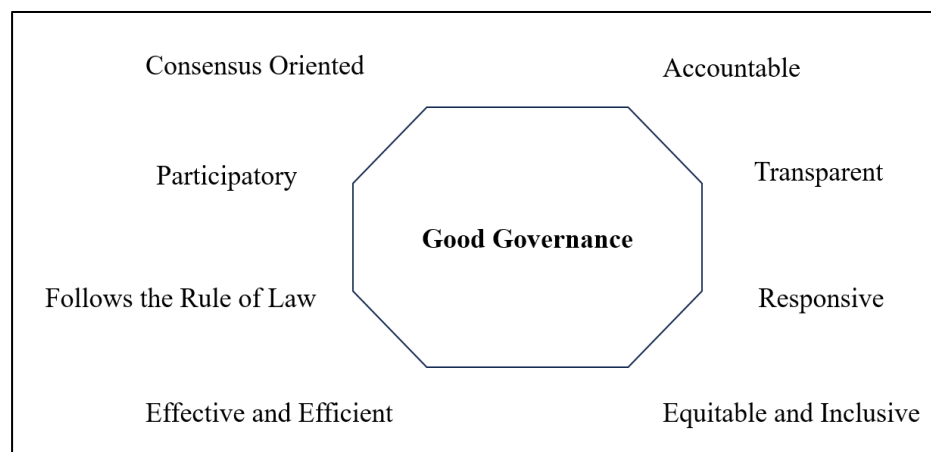 Consensus Oriented
Accountable
Participatory
Transparent
Good Governance
Follows the Rule of Law
Responsive
Effective and Efficient
Equitable and Inclusive